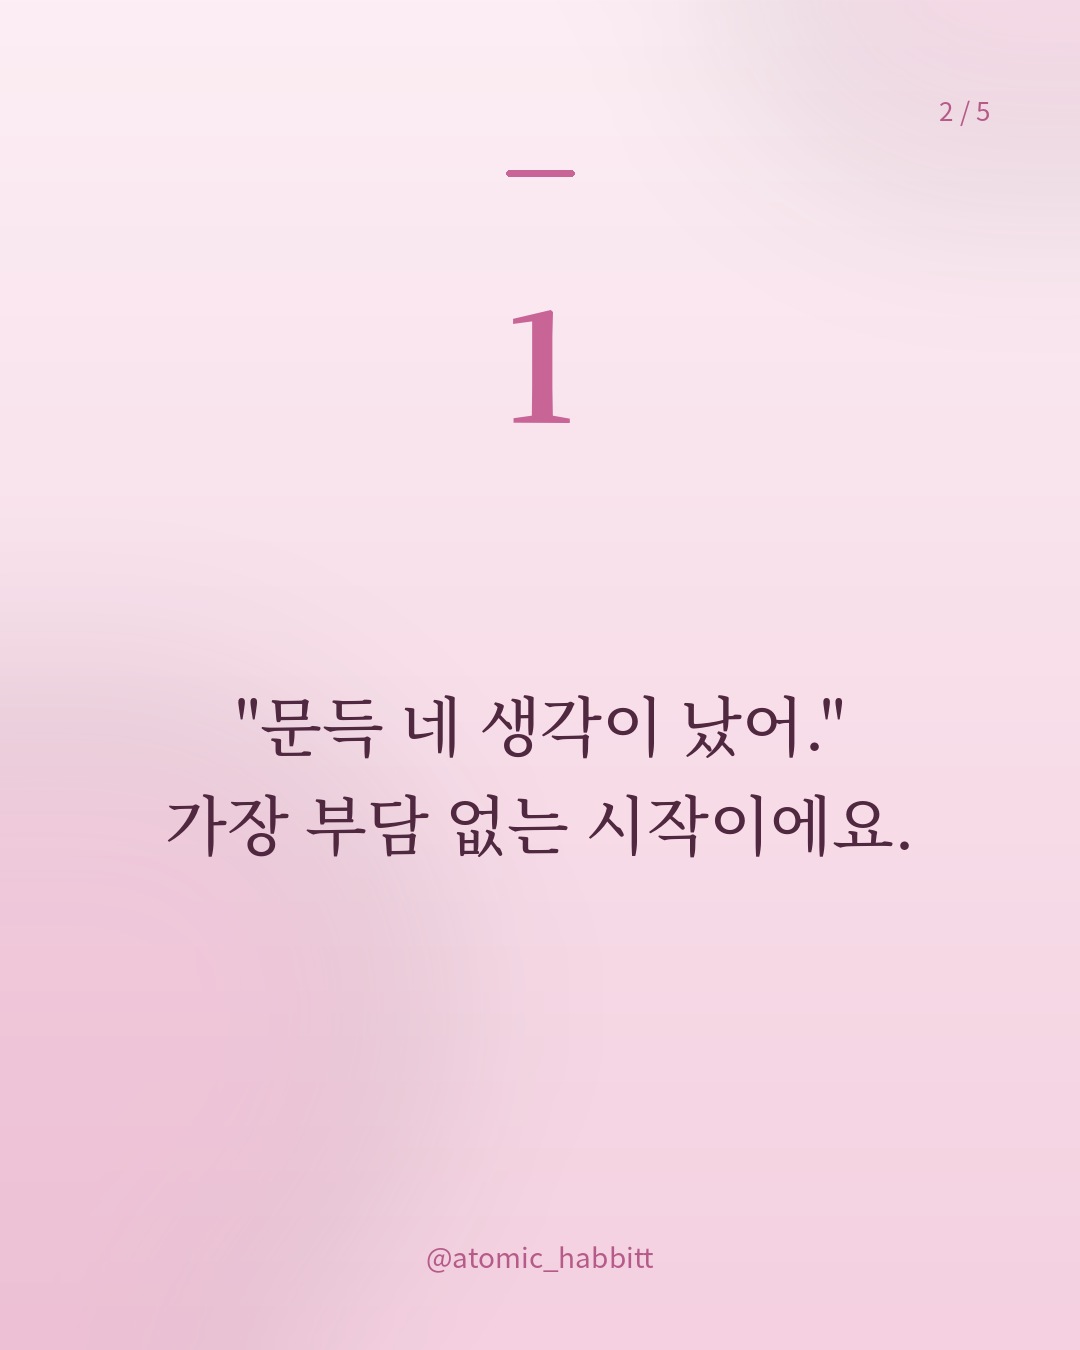 2 / 5
1
"문득 네 생각이 났어."
가장 부담 없는 시작이에요.
@atomic_habbitt